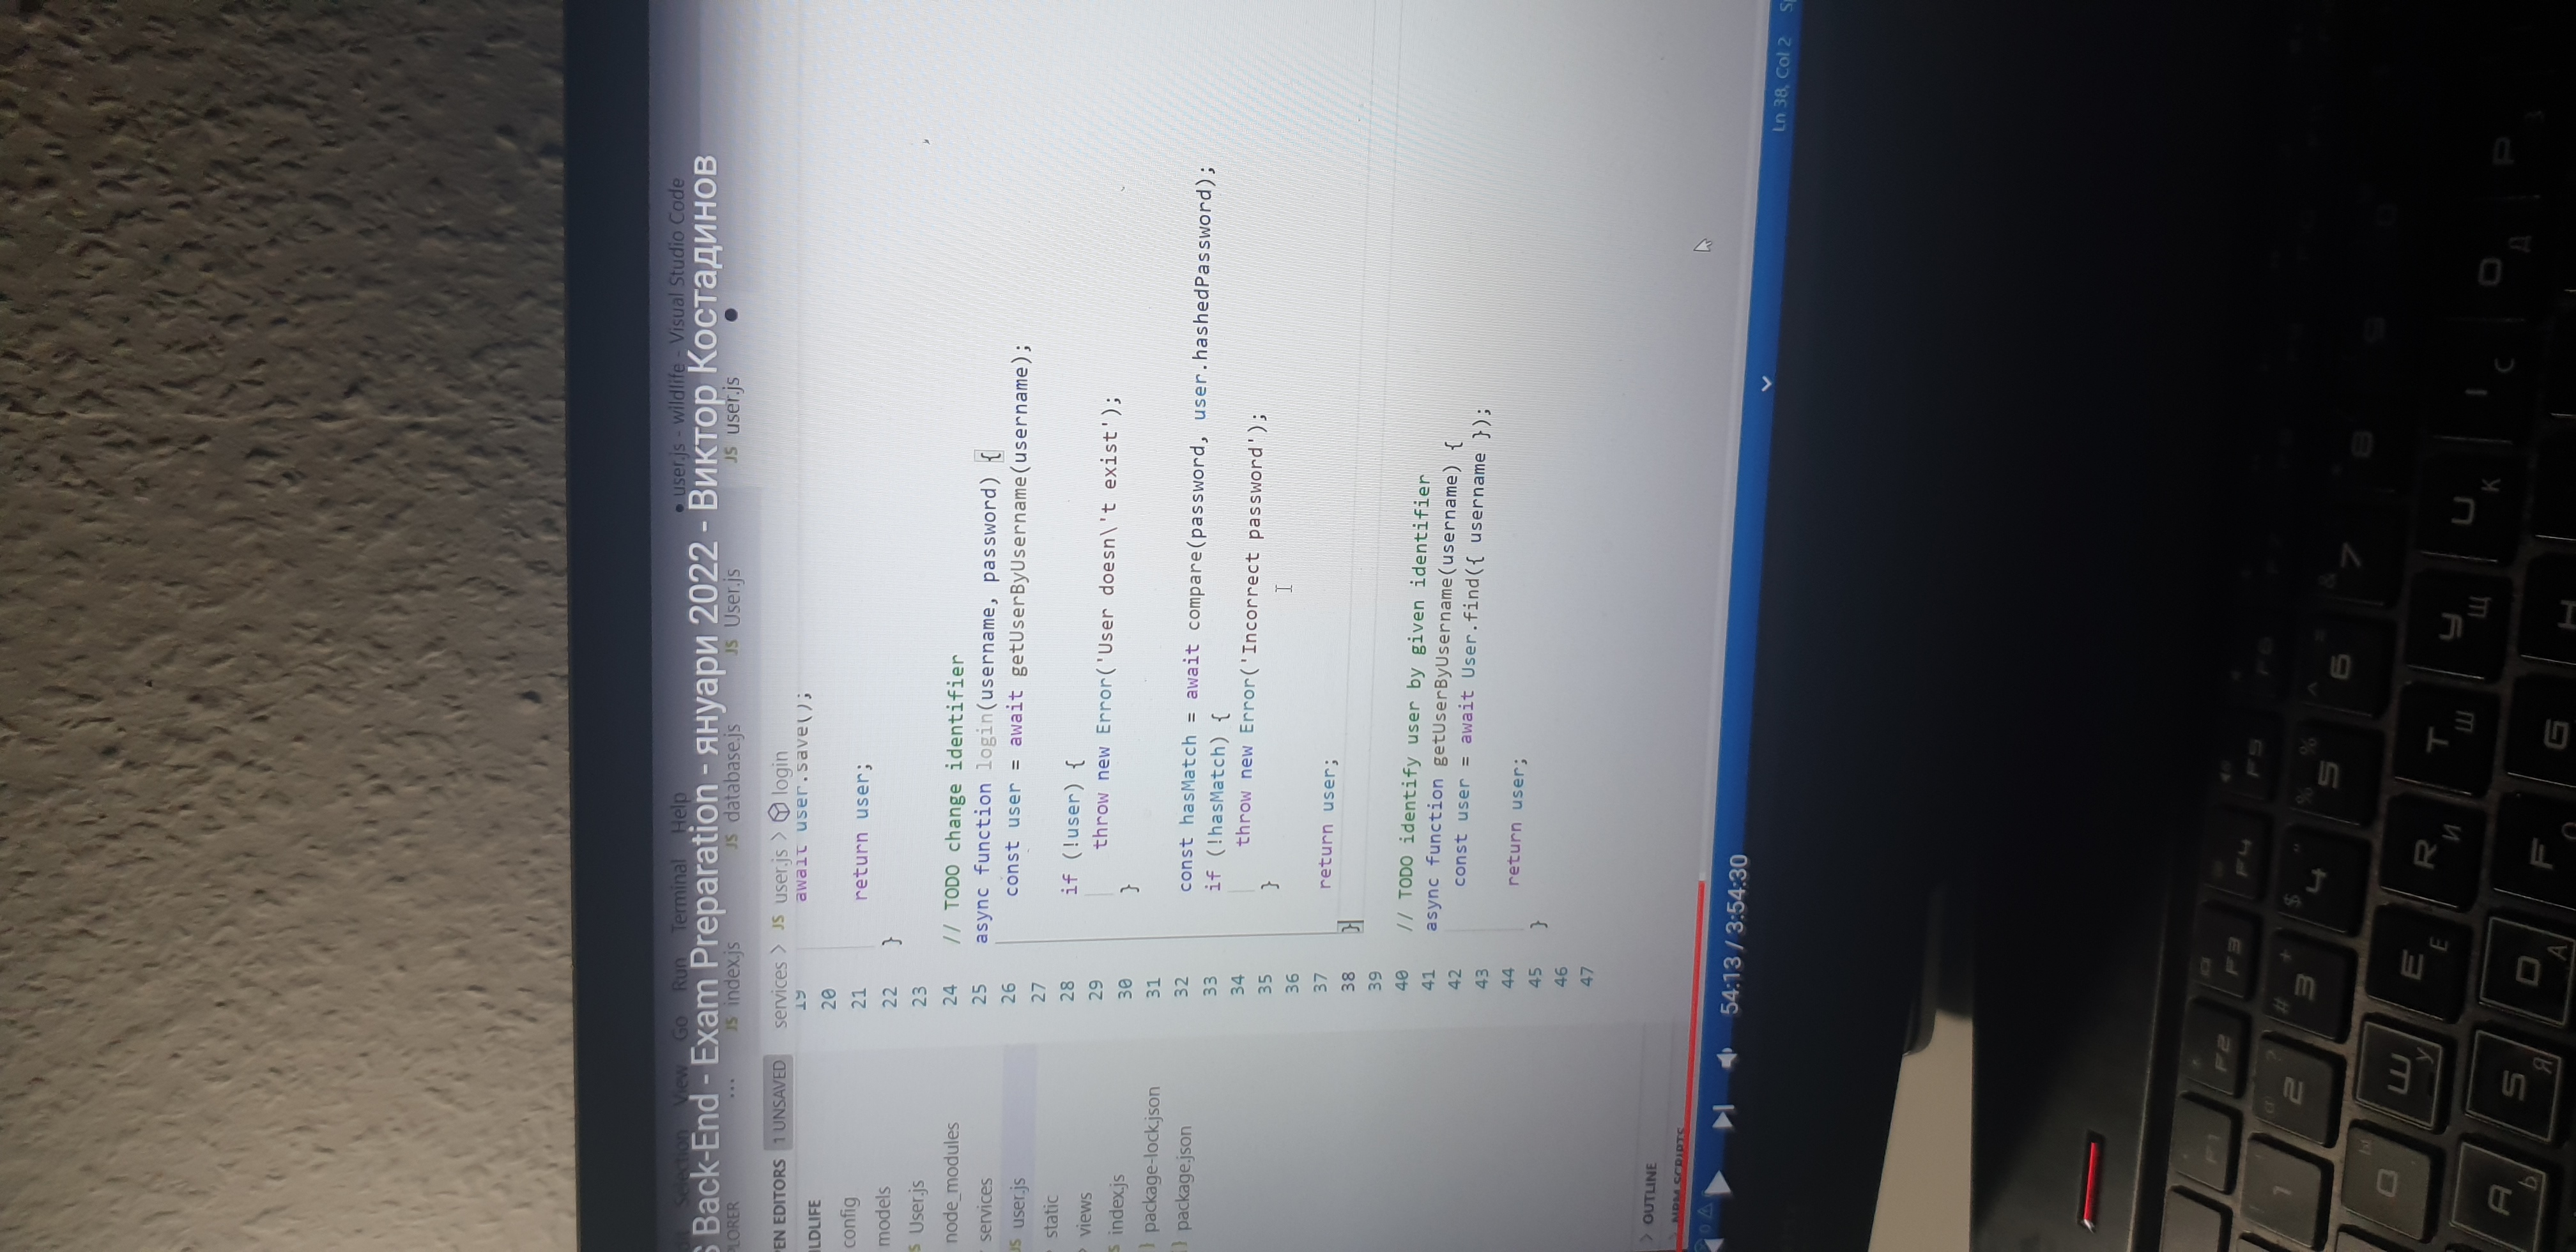 Selection View Go Run Terminal Help
● user.js - wildlife - Visual Studio Code
S Back-End - Exam Preparation - януари 2022 - Виктор Костадинов
PLORER ··· JS index.js JS database.js JS User.js JS user.js ●
EN EDITORS 1 UNSAVED
services > JS user.js > login
ILDLIFE
config
models
S User.js
node_modules
services
JS user.js
static
> views
S index.js
} package-lock.json
} package.json
> OUTLINE
> NPM SCRIPTS
19 await user.save();
20
21 return user;
22 }
23
24 // TODO change identifier
25 async function login(username, password) {
26 const user = await getUserByUsername(username);
27
28 if (!user) {
29 throw new Error('User doesn\'t exist');
30 }
31
32 const hasMatch = await compare(password, user.hashedPassword);
33 if (!hasMatch) {
34 throw new Error('Incorrect password');
35 }
36
37 return user;
38 }
39
40 // TODO identify user by given identifier
41 async function getUserByUsername(username) {
42 const user = await User.find({ username });
43
44 return user;
45 }
46
47
0
54:13 / 3:54:30
Ln 38, Col 2
F1 F2 F3 F4 F5 F6
1 @ 2 ? # 3 + $ 4 " % 5 % ^ 6 = & 7 8 9
Q Ш У E Е R И T Ш У Щ U К I С O Д P З
A Ь S Я D А F О G H